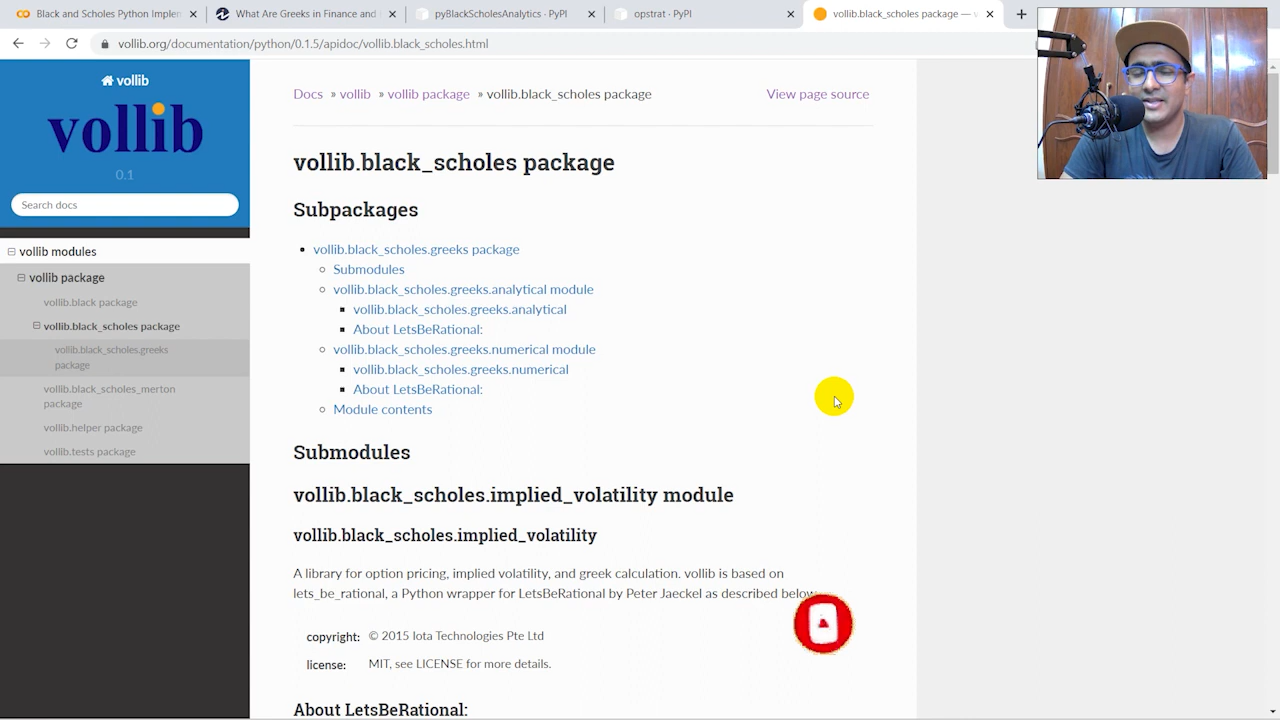 Black and Scholes Python Implem
What Are Greeks in Finance and
pyBlackScholesAnalytics · PyPI
opstrat · PyPI
vollib.black_scholes package —
vollib.org/documentation/python/0.1.5/apidoc/vollib.black_scholes.html
vollib
vollib
0.1
Search docs
vollib modules
vollib package
vollib.black package
vollib.black_scholes package
vollib.black_scholes.greeks
package
vollib.black_scholes_merton
package
vollib.helper package
vollib.tests package
Docs » vollib » vollib package » vollib.black_scholes package
View page source
vollib.black_scholes package
Subpackages
vollib.black_scholes.greeks package
Submodules
vollib.black_scholes.greeks.analytical module
vollib.black_scholes.greeks.analytical
About LetsBeRational:
vollib.black_scholes.greeks.numerical module
vollib.black_scholes.greeks.numerical
About LetsBeRational:
Module contents
Submodules
vollib.black_scholes.implied_volatility module
vollib.black_scholes.implied_volatility
A library for option pricing, implied volatility, and greek calculation. vollib is based on
lets_be_rational, a Python wrapper for LetsBeRational by Peter Jaeckel as described below
copyright: © 2015 Iota Technologies Pte Ltd
license: MIT, see LICENSE for more details.
About LetsBeRational: